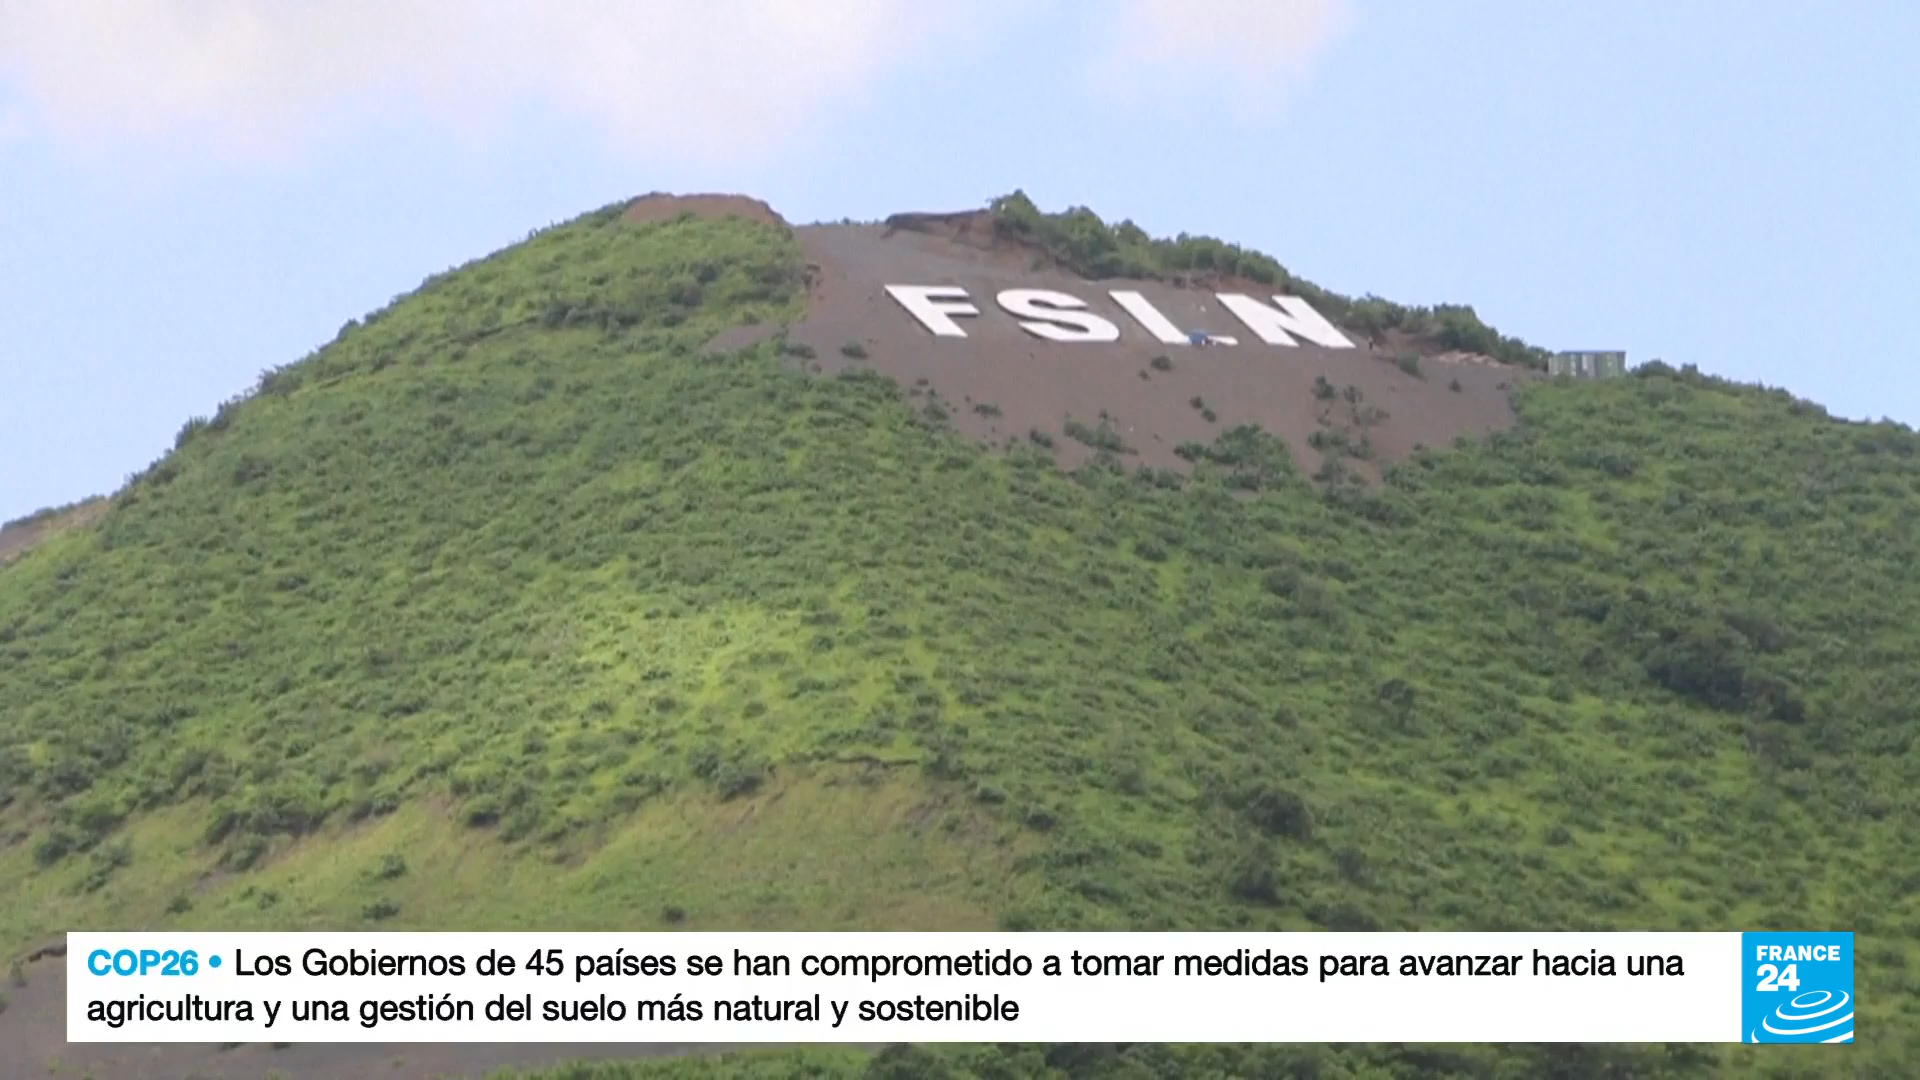 FSLN
COP26 • Los Gobiernos de 45 países se han comprometido a tomar medidas para avanzar hacia una
agricultura y una gestión del suelo más natural y sostenible
FRANCE
24